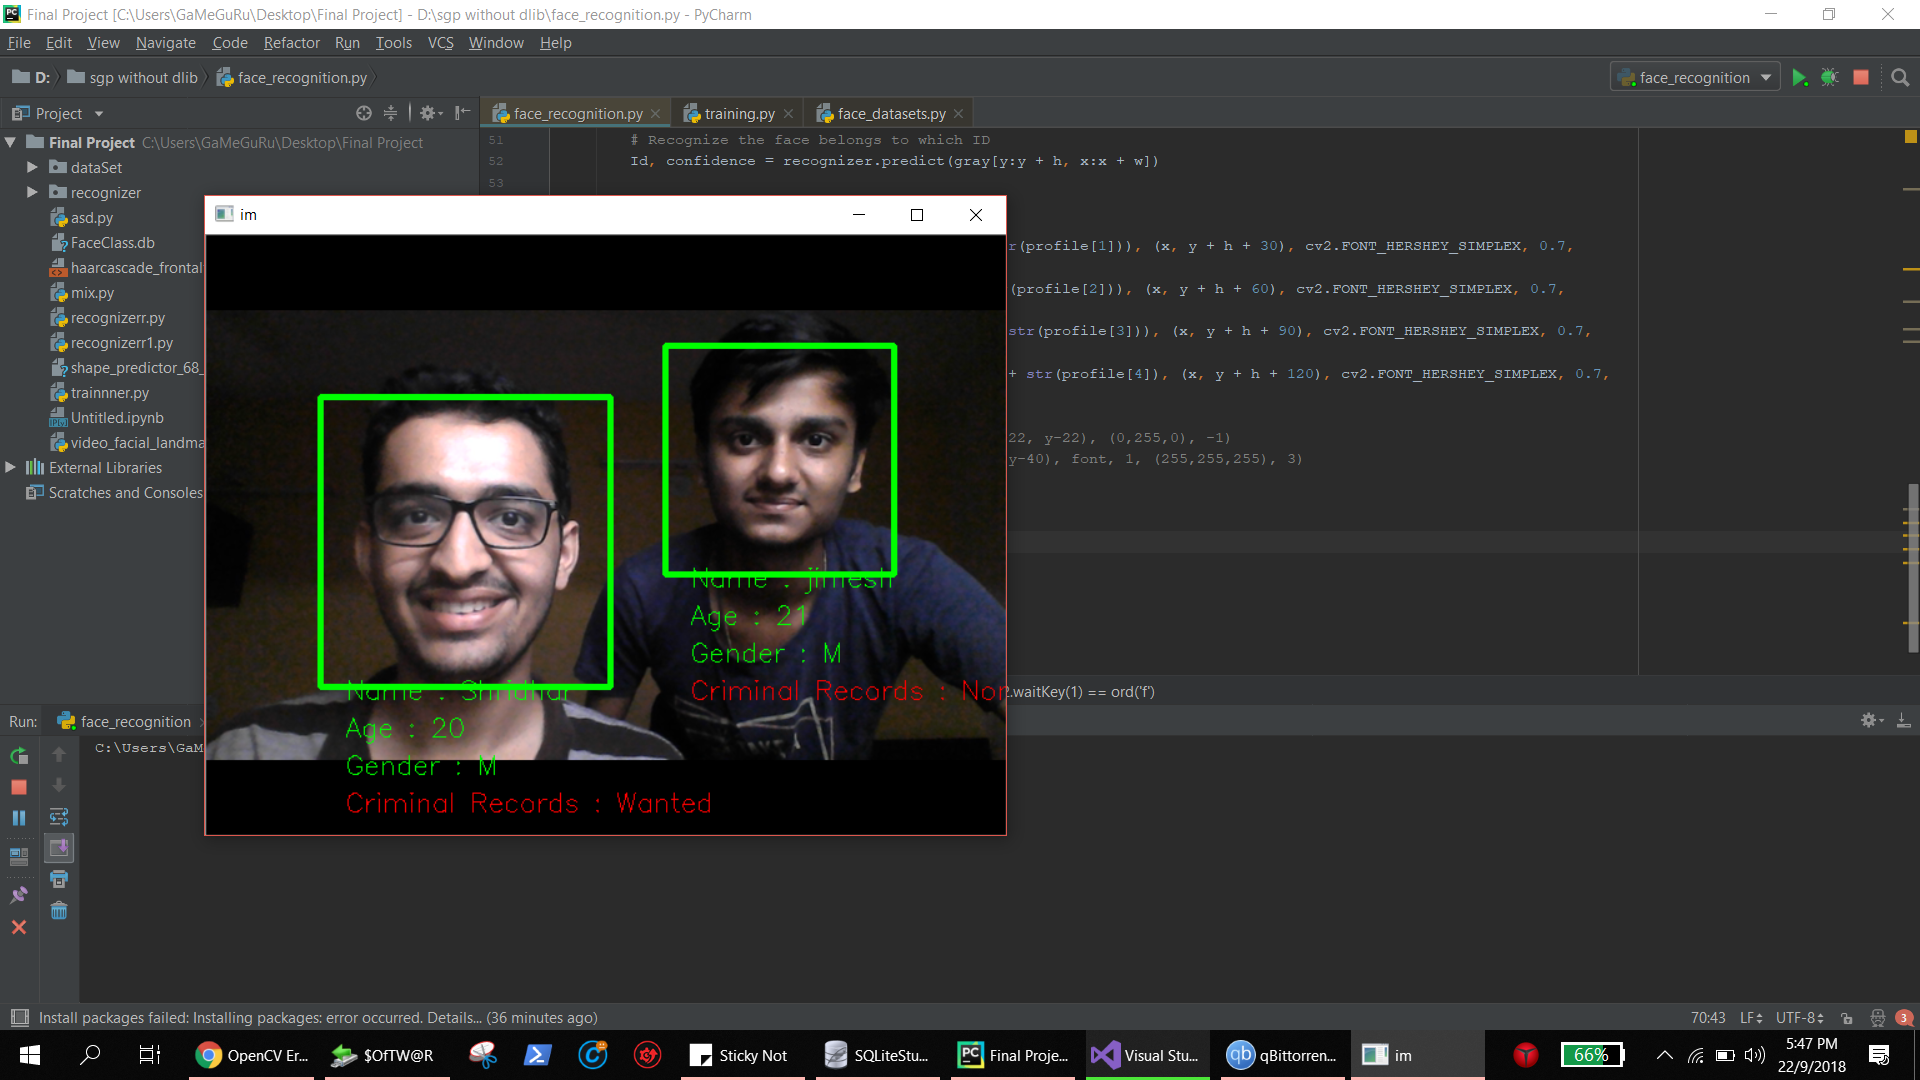 Final Project [C:\Users\GaMeGuRu\Desktop\Final Project] - D:\sgp without dlib\face_recognition.py - PyCharm
File Edit View Navigate Code Refactor Run Tools VCS Window Help
D: sgp without dlib face_recognition.py
face_recognition
Project
face_recognition.py training.py face_datasets.py
Final Project C:\Users\GaMeGuRu\Desktop\Final Project
dataSet
recognizer
asd.py
FaceClass.db
haarcascade_frontal
mix.py
recognizerr.py
recognizerr1.py
shape_predictor_68_
trainnner.py
Untitled.ipynb
video_facial_landma
External Libraries
Scratches and Consoles
51 # Recognize the face belongs to which ID
52 Id, confidence = recognizer.predict(gray[y:y + h, x:x + w])
53
r(profile[1])), (x, y + h + 30), cv2.FONT_HERSHEY_SIMPLEX, 0.7,
(profile[2])), (x, y + h + 60), cv2.FONT_HERSHEY_SIMPLEX, 0.7,
str(profile[3])), (x, y + h + 90), cv2.FONT_HERSHEY_SIMPLEX, 0.7,
+ str(profile[4]), (x, y + h + 120), cv2.FONT_HERSHEY_SIMPLEX, 0.7,
22, y-22), (0,255,0), -1)
y-40), font, 1, (255,255,255), 3)
.waitKey(1) == ord('f')
im
Name : jimesh
Age : 21
Gender : M
Criminal Records : Non
Name : Shridhar
Age : 20
Gender : M
Criminal Records : Wanted
Run: face_recognition
C:\Users\GaM
Install packages failed: Installing packages: error occurred. Details... (36 minutes ago)
70:43 LF UTF-8 3
OpenCV Er... $OfTW@R Sticky Not SQLiteStu... Final Proje... Visual Stu... qBittorren... im
66%
5:47 PM
22/9/2018